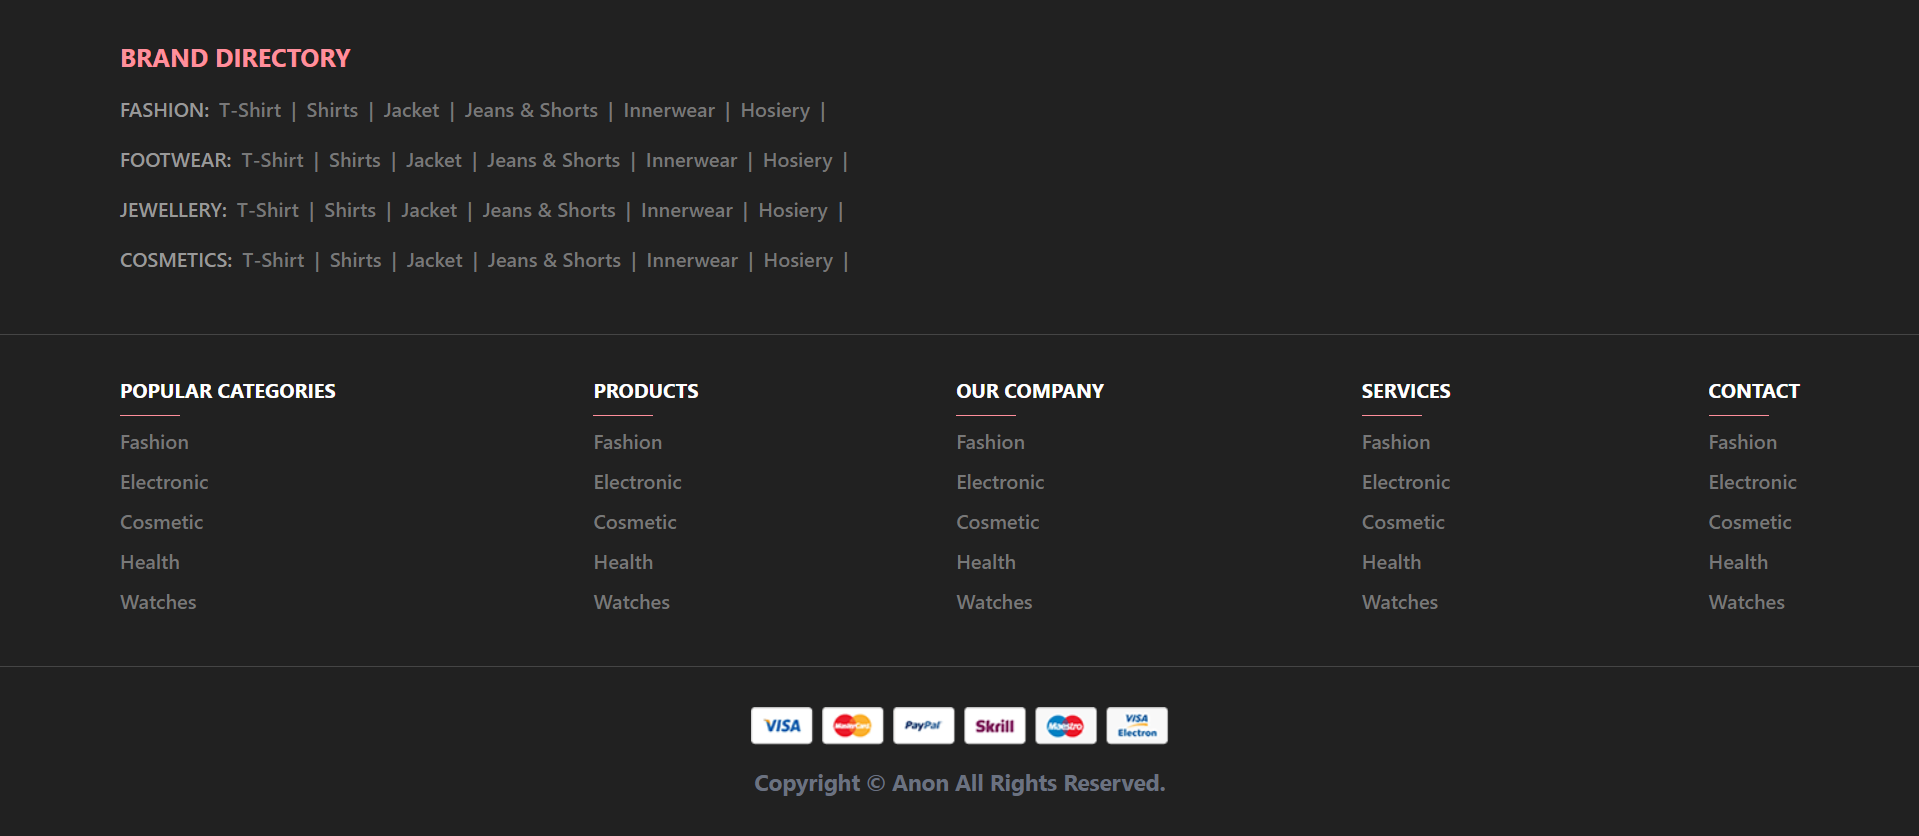 BRAND DIRECTORY
FASHION: T-Shirt | Shirts | Jacket | Jeans & Shorts | Innerwear | Hosiery |
FOOTWEAR: T-Shirt | Shirts | Jacket | Jeans & Shorts | Innerwear | Hosiery |
JEWELLERY: T-Shirt | Shirts | Jacket | Jeans & Shorts | Innerwear | Hosiery |
COSMETICS: T-Shirt | Shirts | Jacket | Jeans & Shorts | Innerwear | Hosiery |
POPULAR CATEGORIES
Fashion
Electronic
Cosmetic
Health
Watches
PRODUCTS
Fashion
Electronic
Cosmetic
Health
Watches
OUR COMPANY
Fashion
Electronic
Cosmetic
Health
Watches
SERVICES
Fashion
Electronic
Cosmetic
Health
Watches
CONTACT
Fashion
Electronic
Cosmetic
Health
Watches
VISA
MasterCard
PayPal
Skrill
Maestro
VISA
Electron
Copyright © Anon All Rights Reserved.